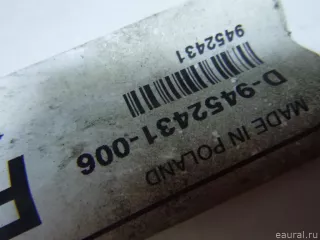 9452431
D-9452431-006
MADE IN POLAND
eaural.ru